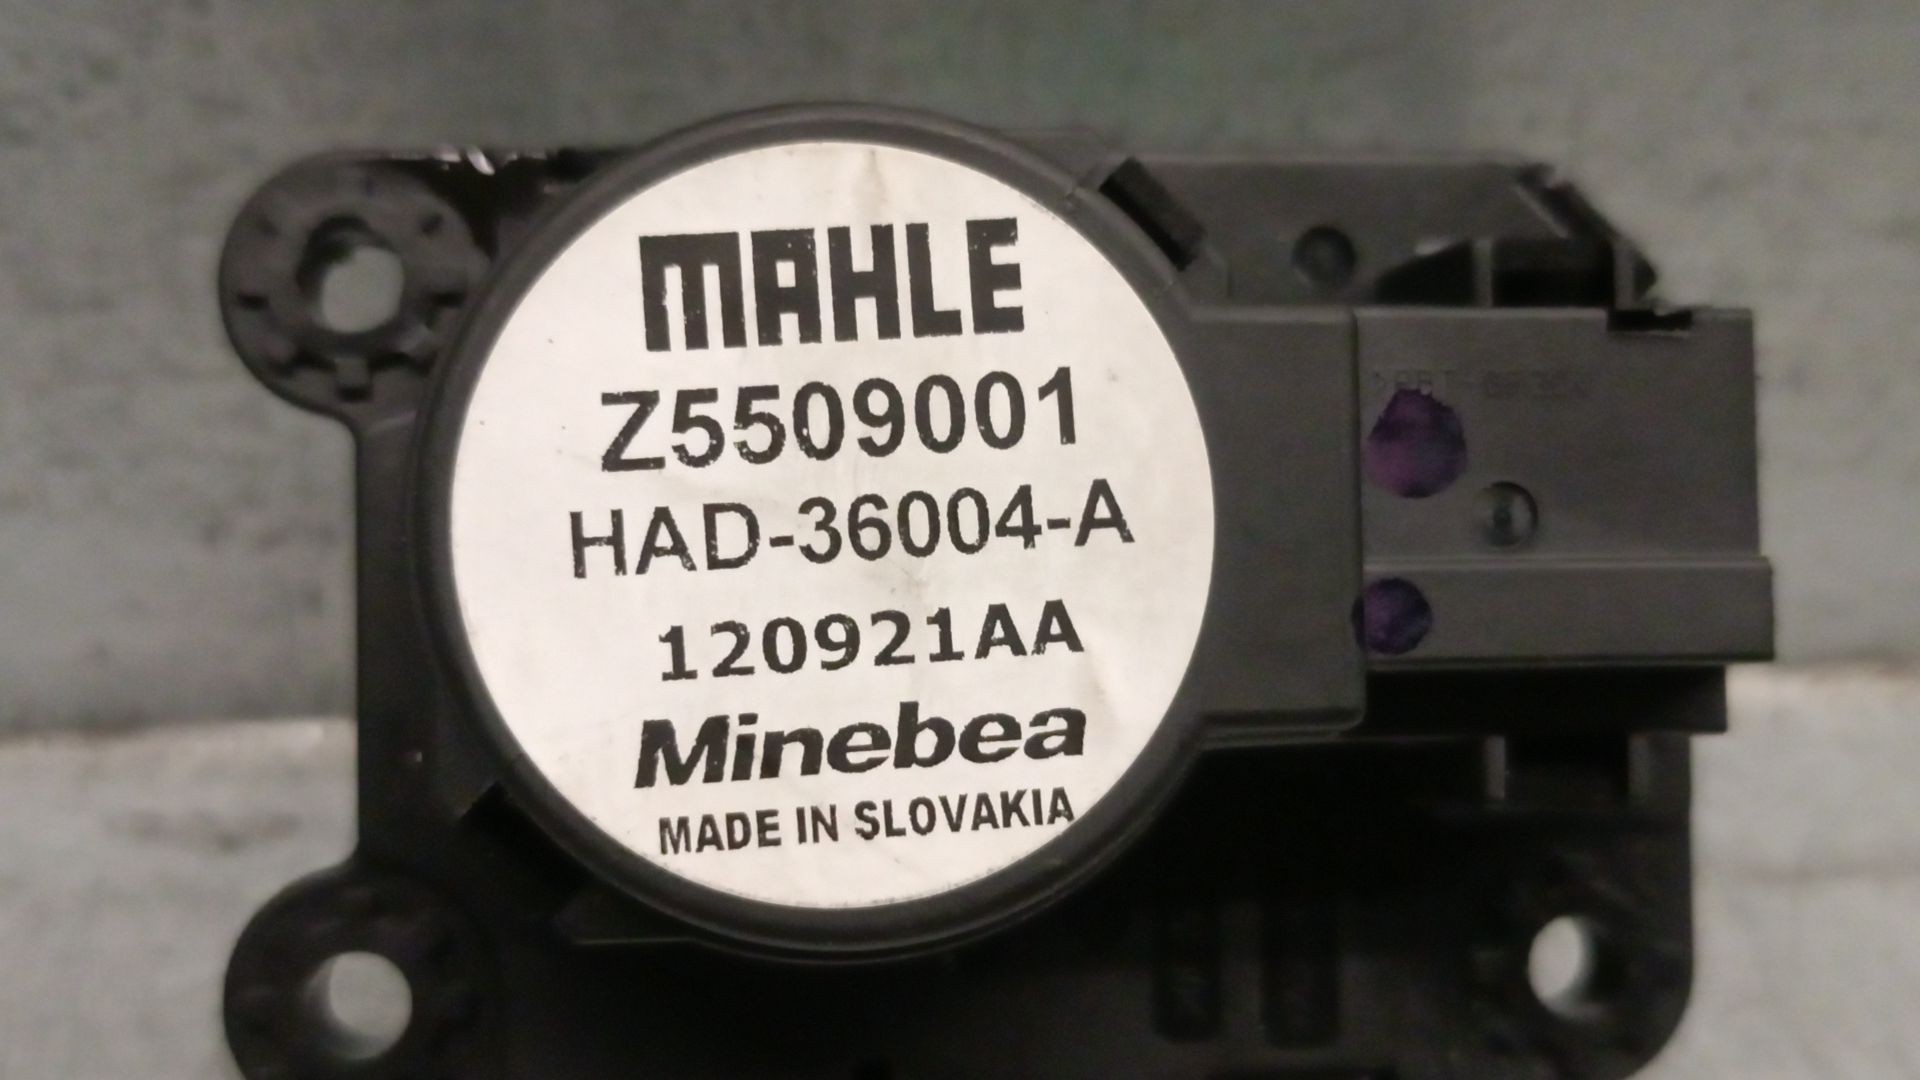 MAHLE
Z5509001
HAD-36004-A
120921AA
Minebea
MADE IN SLOVAKIA